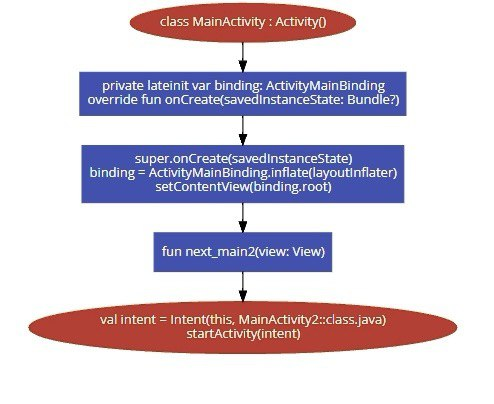 class MainActivity : Activity()
private lateinit var binding: ActivityMainBinding
override fun onCreate(savedInstanceState: Bundle?)
super.onCreate(savedInstanceState)
binding = ActivityMainBinding.inflate(layoutInflater)
setContentView(binding.root)
fun next_main2(view: View)
val intent = Intent(this, MainActivity2::class.java)
startActivity(intent)